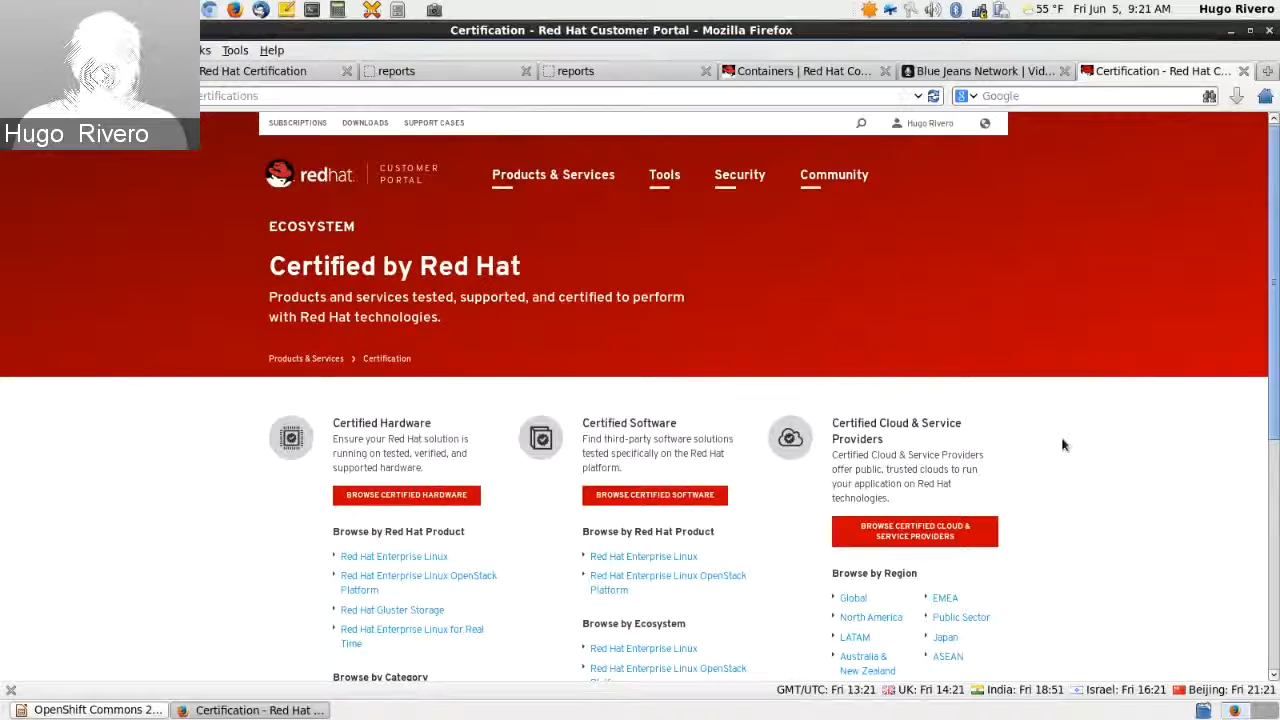 55 °F Fri Jun 5, 9:21 AM Hugo Rivero
Certification - Red Hat Customer Portal - Mozilla Firefox
ks Tools Help
Red Hat Certification
reports
reports
Containers | Red Hat Co...
Blue Jeans Network | Vid...
Certification - Red Hat C...
ertifications
Google
Hugo Rivero
SUBSCRIPTIONS DOWNLOADS SUPPORT CASES
Hugo Rivero
redhat.
CUSTOMER
PORTAL
Products & Services Tools Security Community
ECOSYSTEM
Certified by Red Hat
Products and services tested, supported, and certified to perform
with Red Hat technologies.
Products & Services › Certification
Certified Hardware
Ensure your Red Hat solution is
running on tested, verified, and
supported hardware.
BROWSE CERTIFIED HARDWARE
Browse by Red Hat Product
Red Hat Enterprise Linux
Red Hat Enterprise Linux OpenStack
Platform
Red Hat Gluster Storage
Red Hat Enterprise Linux for Real
Time
Browse by Category
Certified Software
Find third-party software solutions
tested specifically on the Red Hat
platform.
BROWSE CERTIFIED SOFTWARE
Browse by Red Hat Product
Red Hat Enterprise Linux
Red Hat Enterprise Linux OpenStack
Platform
Browse by Ecosystem
Red Hat Enterprise Linux
Red Hat Enterprise Linux OpenStack
Certified Cloud & Service
Providers
Certified Cloud & Service Providers
offer public, trusted clouds to run
your application on Red Hat
technologies.
BROWSE CERTIFIED CLOUD &
SERVICE PROVIDERS
Browse by Region
Global EMEA
North America Public Sector
LATAM Japan
Australia & ASEAN
New Zealand
GMT/UTC: Fri 13:21 UK: Fri 14:21 India: Fri 18:51 Israel: Fri 16:21 Beijing: Fri 21:21
OpenShift Commons 2... Certification - Red Hat ...